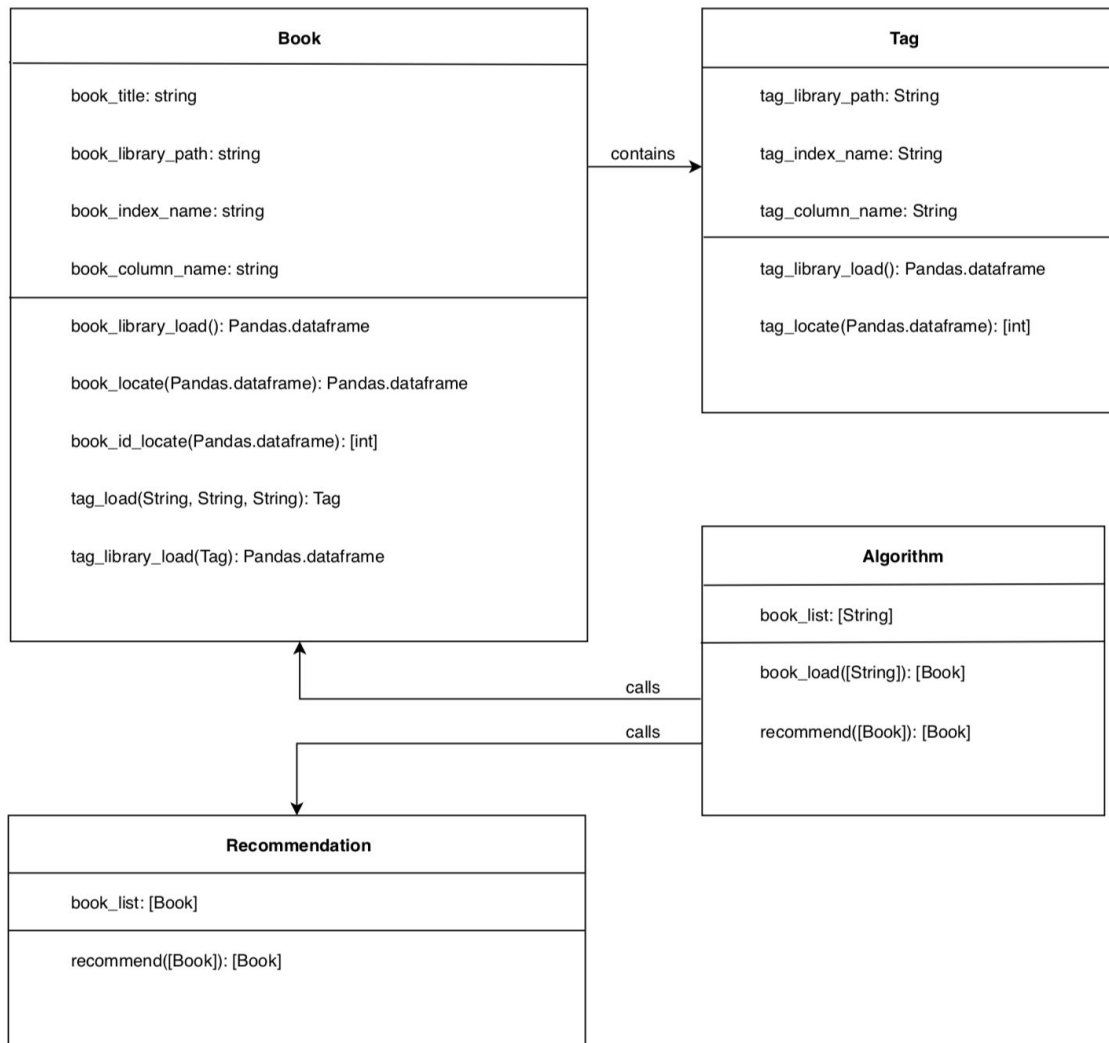 Book
book_title: string
book_library_path: string
book_index_name: string
book_column_name: string
book_library_load(): Pandas.dataframe
book_locate(Pandas.dataframe): Pandas.dataframe
book_id_locate(Pandas.dataframe): [int]
tag_load(String, String, String): Tag
tag_library_load(Tag): Pandas.dataframe
contains
Tag
tag_library_path: String
tag_index_name: String
tag_column_name: String
tag_library_load(): Pandas.dataframe
tag_locate(Pandas.dataframe): [int]
Algorithm
book_list: [String]
book_load([String]): [Book]
recommend([Book]): [Book]
calls
calls
Recommendation
book_list: [Book]
recommend([Book]): [Book]